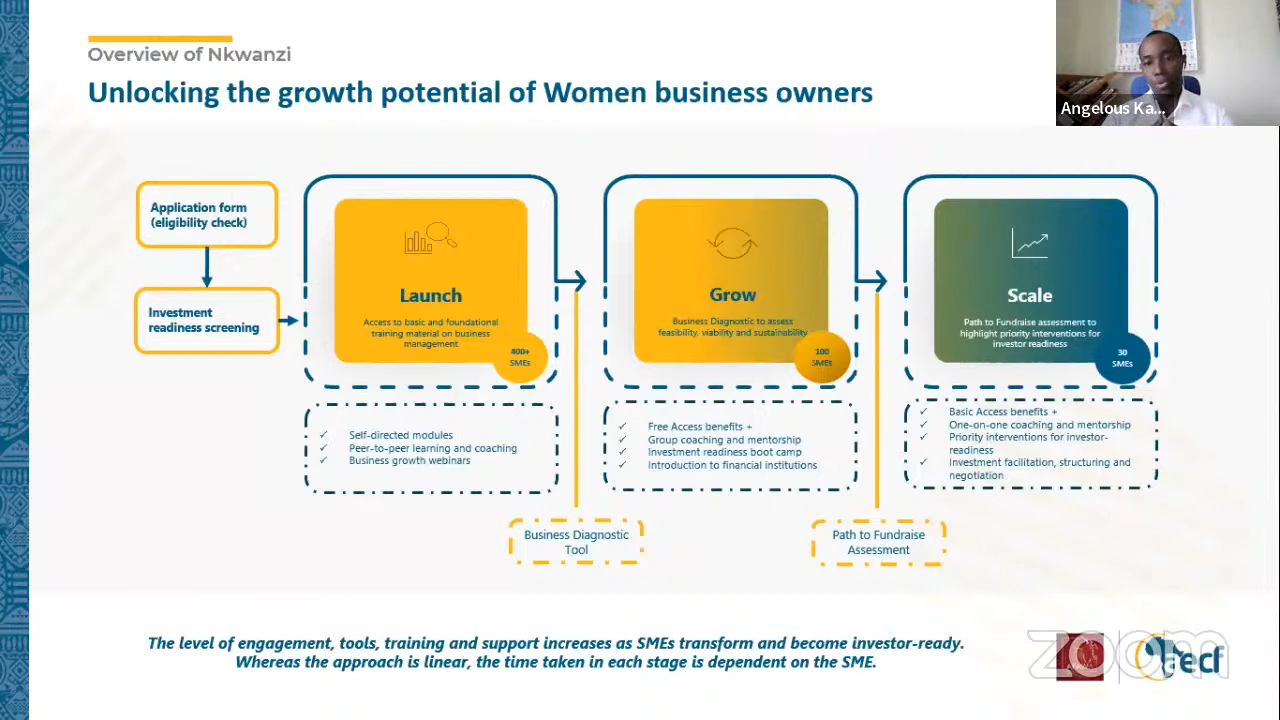 Overview of Nkwanzi
Unlocking the growth potential of Women business owners
Angelous Ka...
Application form
(eligibility check)
Investment
readiness screening
Launch
Access to basic and foundational
training material on business
management
400+
SMEs
✓ Self-directed modules
✓ Peer-to-peer learning and coaching
✓ Business growth webinars
Business Diagnostic
Tool
Grow
Business Diagnostic to assess
feasibility, viability and sustainability
100
SMEs
✓ Free Access benefits +
✓ Group coaching and mentorship
✓ Investment readiness boot camp
✓ Introduction to financial institutions
Path to Fundraise
Assessment
Scale
Path to Fundraise assessment to
highlight priority interventions for
investor readiness
30
SMEs
✓ Basic Access benefits +
✓ One-on-one coaching and mentorship
✓ Priority interventions for investor-
readiness
✓ Investment facilitation, structuring and
negotiation
The level of engagement, tools, training and support increases as SMEs transform and become investor-ready.
Whereas the approach is linear, the time taken in each stage is dependent on the SME.
zoom
aecf